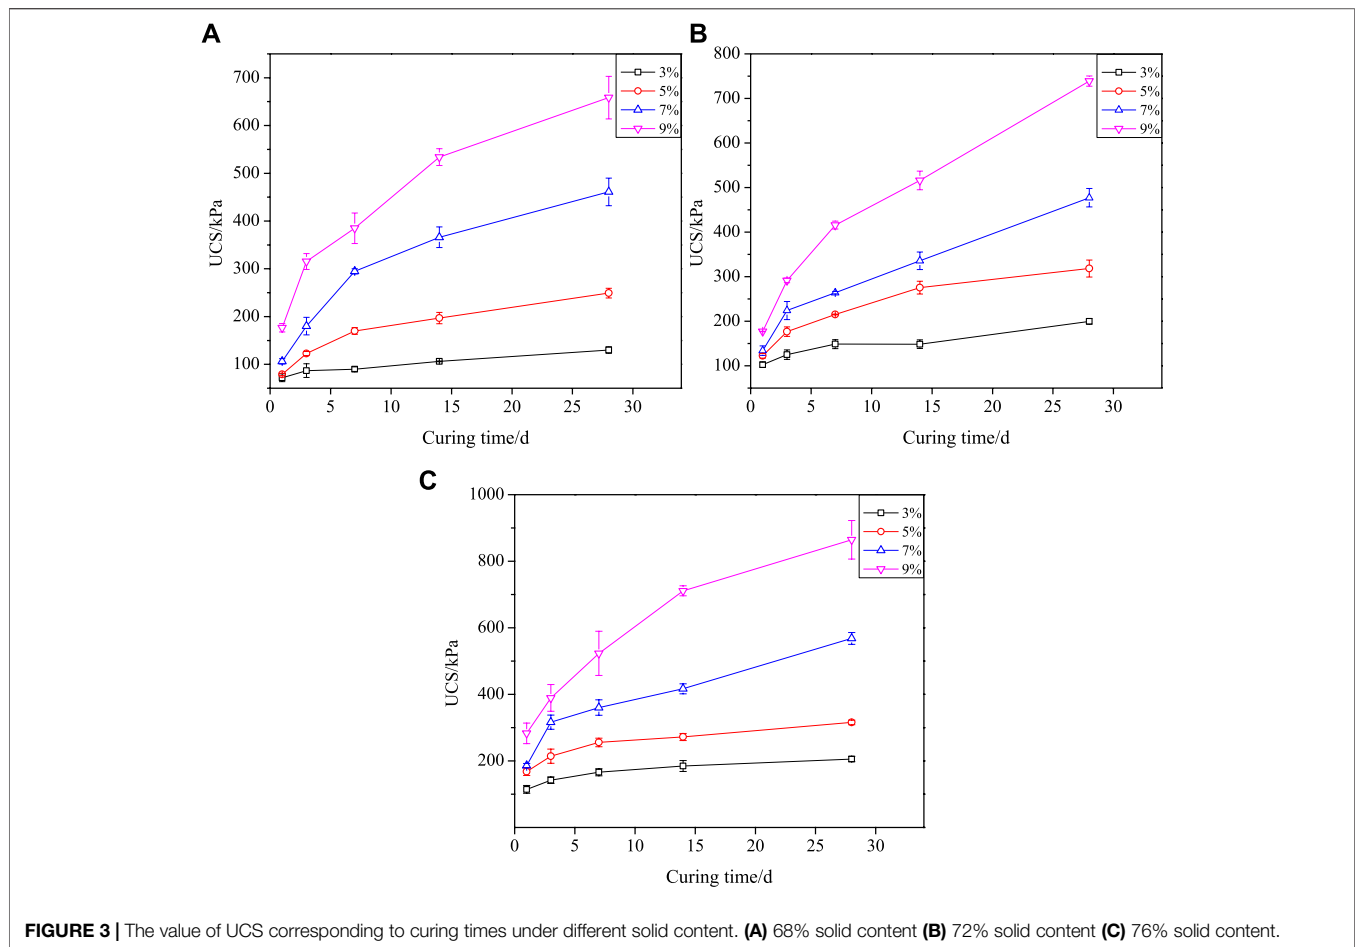 A
700
600
500
400
300
200
100
0 5 10 15 20 25 30
UCS/kPa
Curing time/d
3%
5%
7%
9%
B
800
700
600
500
400
300
200
100
0 5 10 15 20 25 30
UCS/kPa
Curing time/d
3%
5%
7%
9%
C
1000
800
600
400
200
0 5 10 15 20 25 30
UCS/kPa
Curing time/d
3%
5%
7%
9%
FIGURE 3 | The value of UCS corresponding to curing times under different solid content. (A) 68% solid content (B) 72% solid content (C) 76% solid content.